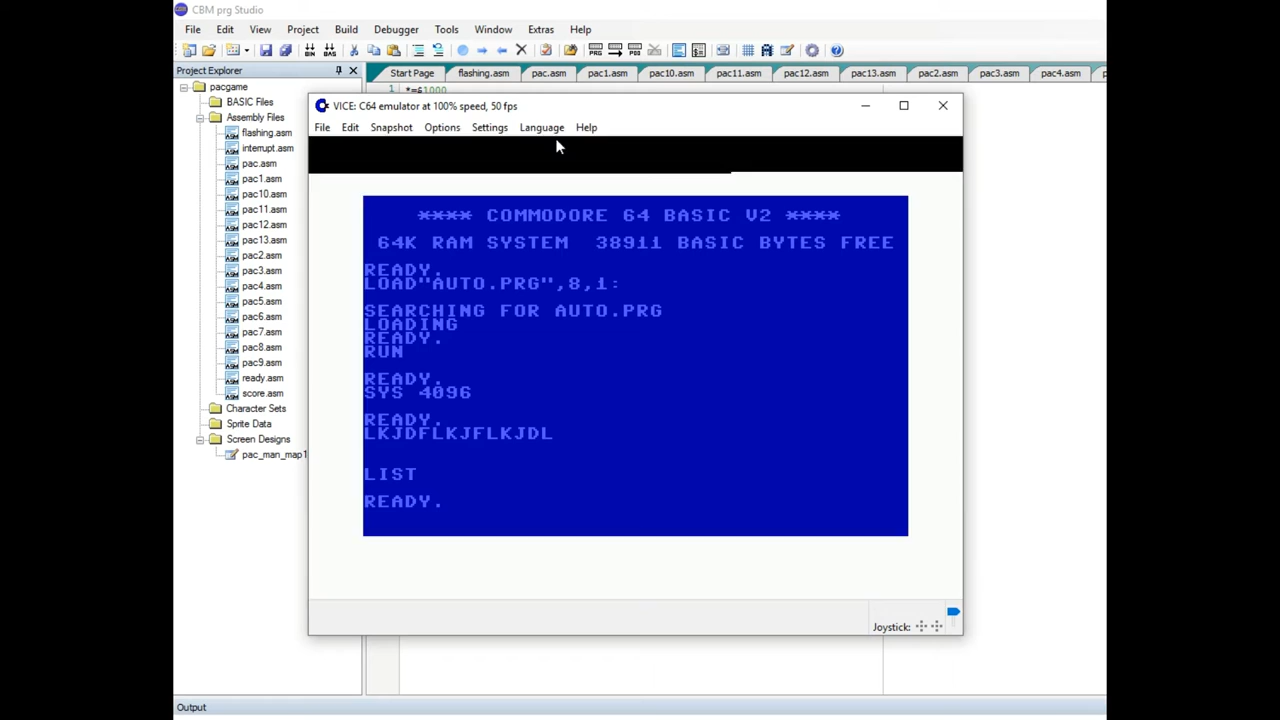 CBM prg Studio
File Edit View Project Build Debugger Tools Window Extras Help
Project Explorer
Start Page flashing.asm pac.asm pac1.asm pac10.asm pac11.asm pac12.asm pac13.asm pac2.asm pac3.asm pac4.asm
pacgame
BASIC Files
Assembly Files
flashing.asm
interrupt.asm
pac.asm
pac1.asm
pac10.asm
pac11.asm
pac12.asm
pac13.asm
pac2.asm
pac3.asm
pac4.asm
pac5.asm
pac6.asm
pac7.asm
pac8.asm
pac9.asm
ready.asm
score.asm
Character Sets
Sprite Data
Screen Designs
pac_man_map1
1
VICE: C64 emulator at 100% speed, 50 fps
File Edit Snapshot Options Settings Language Help
**** COMMODORE 64 BASIC V2 ****
64K RAM SYSTEM 38911 BASIC BYTES FREE
READY.
LOAD"AUTO.PRG",8,1:
SEARCHING FOR AUTO.PRG
LOADING
READY.
RUN
READY.
SYS 4096
READY.
LKJDFLKJFLKJDL
LIST
READY.
Joystick:
Output